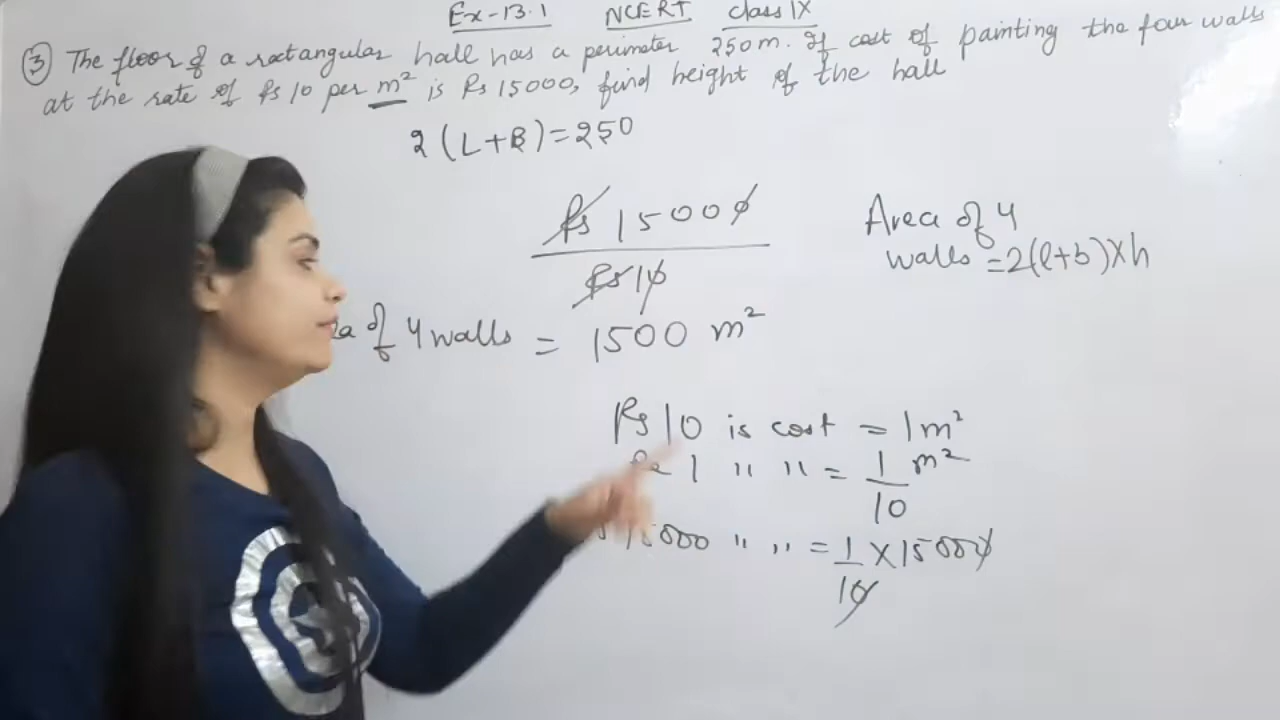 Ex-13.1 NCERT class IX
③ The floor of a rectangular hall has a perimeter 250m. If cost of painting the four walls
at the rate of Rs 10 per m² is Rs 15000, find height of the hall
2 (L+B)=250
Rs 15000
Rs 10
Area of 4
walls =2(l+b)×h
of 4 walls = 1500 m²
Rs 10 is cost = 1m²
1 " " = 1/10 m²
15000 " " = 1/10 × 15000